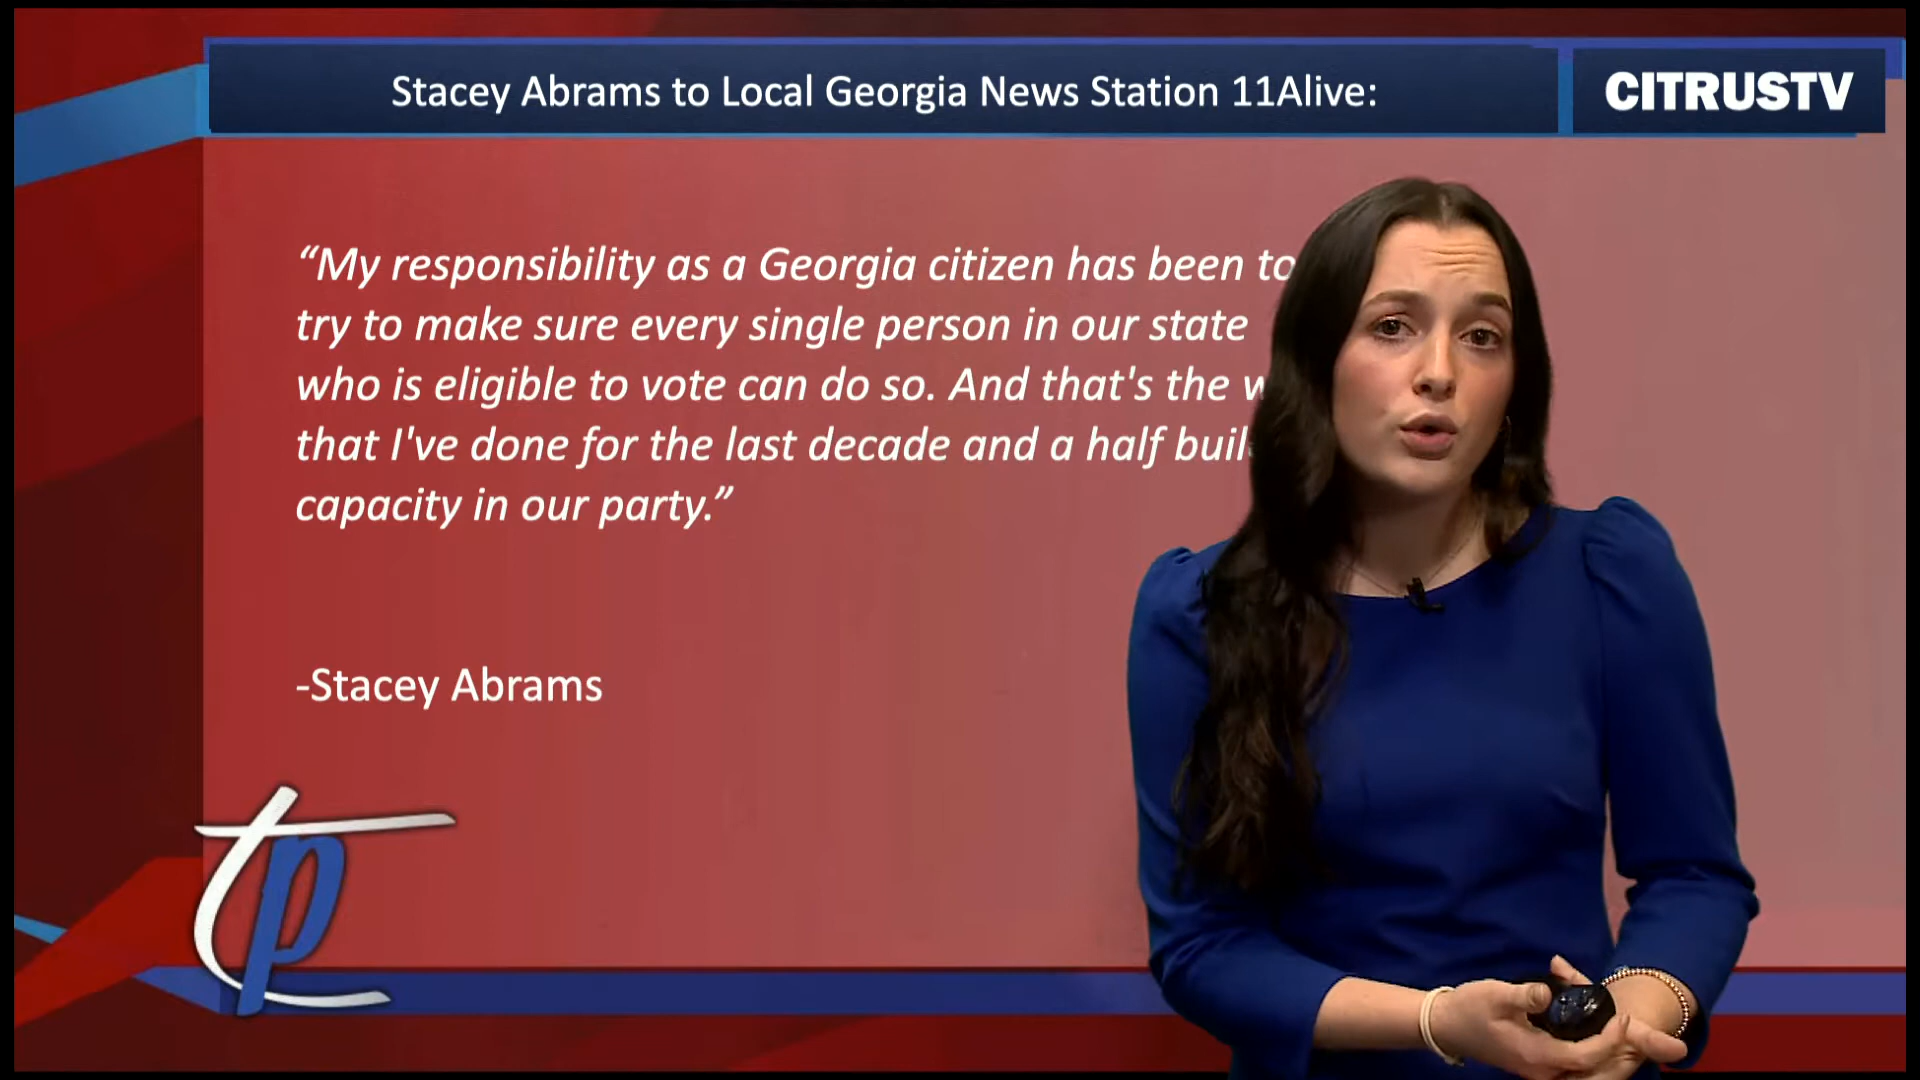 Stacey Abrams to Local Georgia News Station 11Alive:
CITRUSTV
“My responsibility as a Georgia citizen has been to
try to make sure every single person in our state
who is eligible to vote can do so. And that's the
that I've done for the last decade and a half
capacity in our party.”
-Stacey Abrams
tp